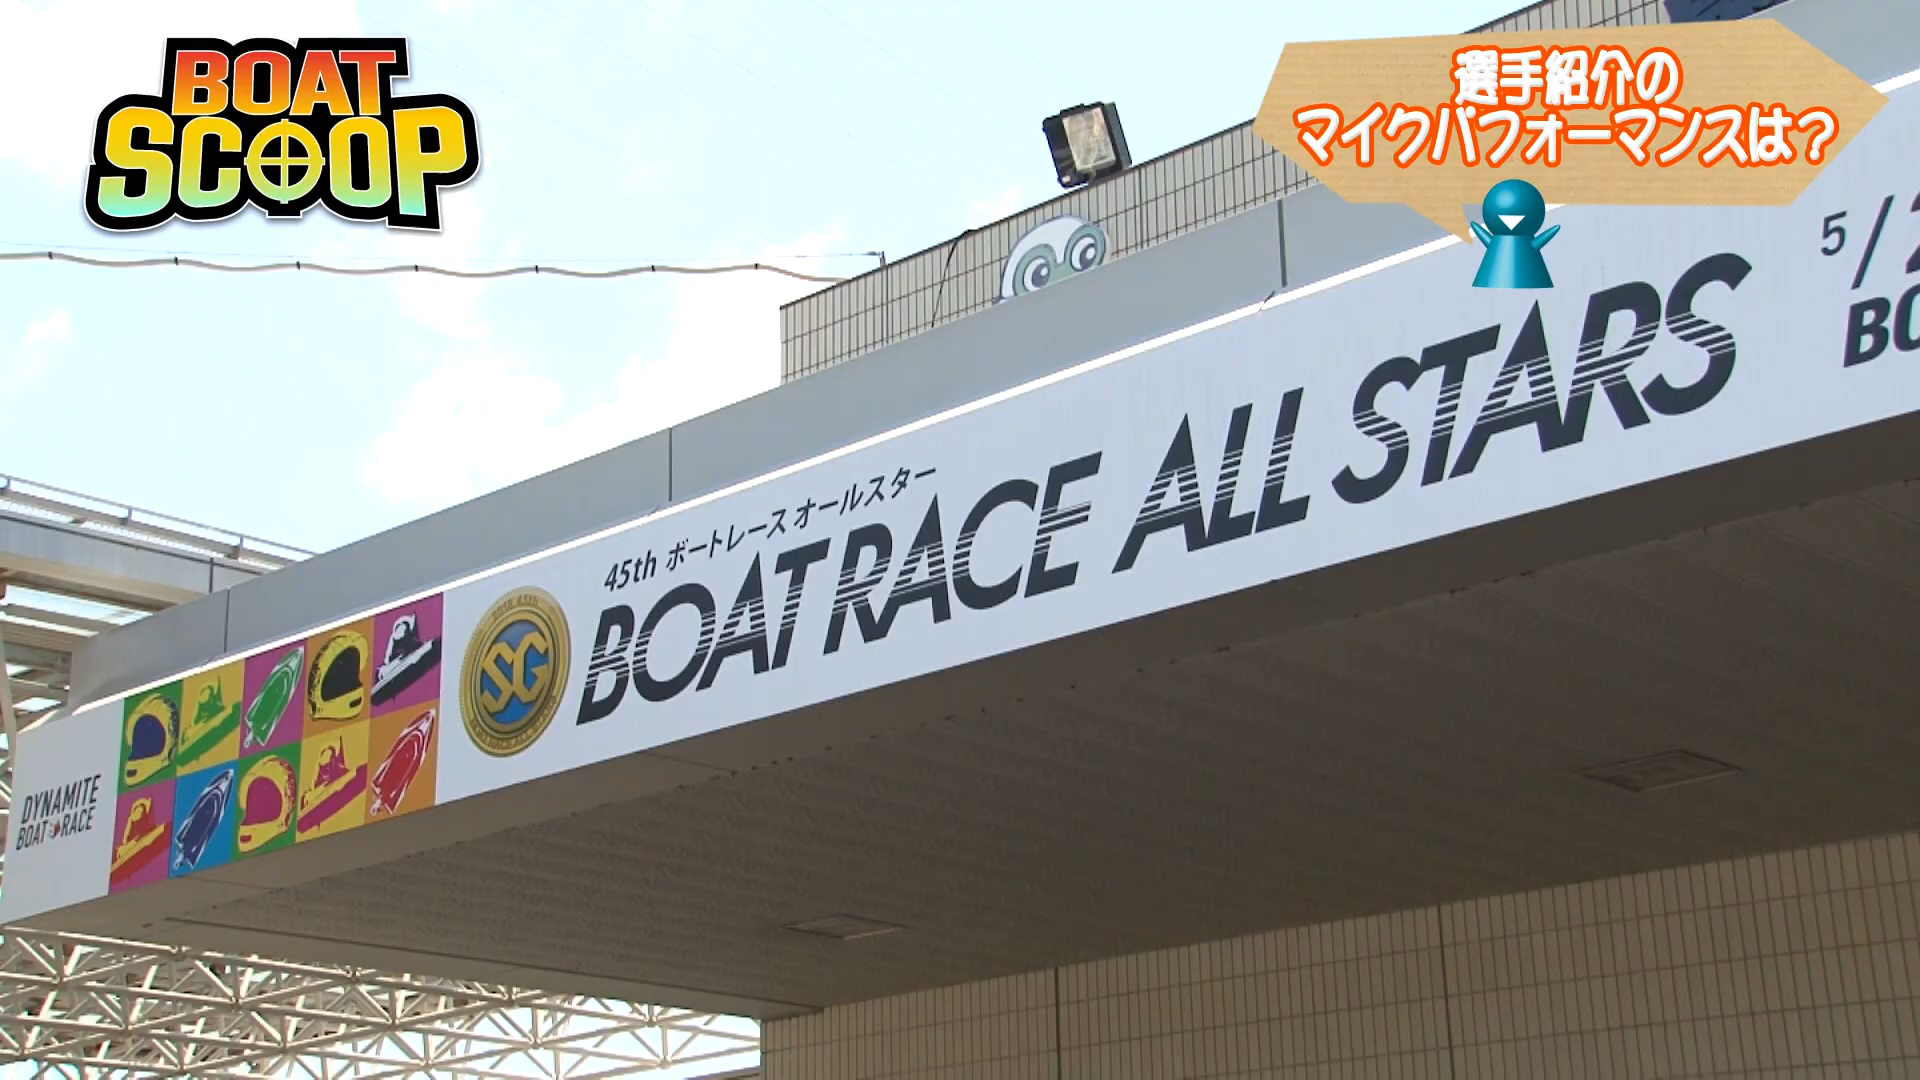 BOAT
SCOOP
選手紹介の
マイクパフォーマンスは?
5/2
BO
45th ボートレース オールスター
BOAT RACE ALL STARS
SG
DYNAMITE
BOAT RACE